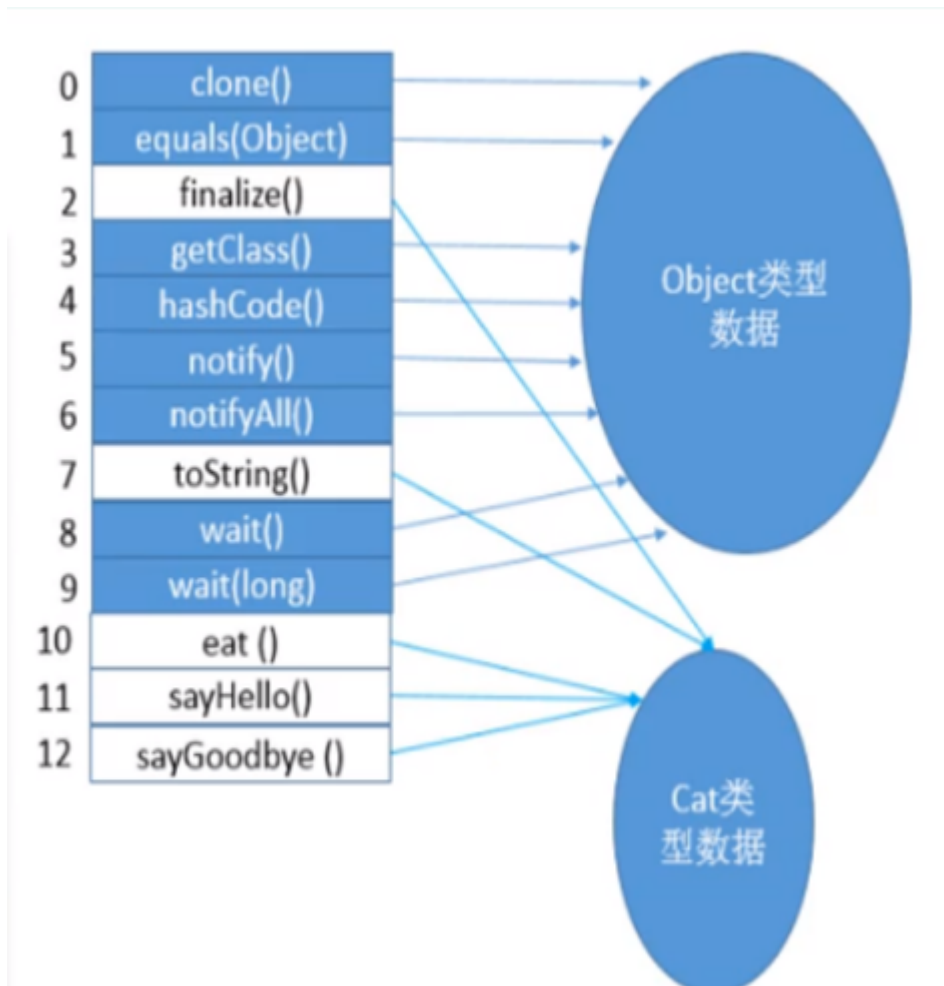 0 clone()
1 equals(Object)
2 finalize()
3 getClass()
4 hashCode()
5 notify()
6 notifyAll()
7 toString()
8 wait()
9 wait(long)
10 eat ()
11 sayHello()
12 sayGoodbye ()
Object类型
数据
Cat类
型数据